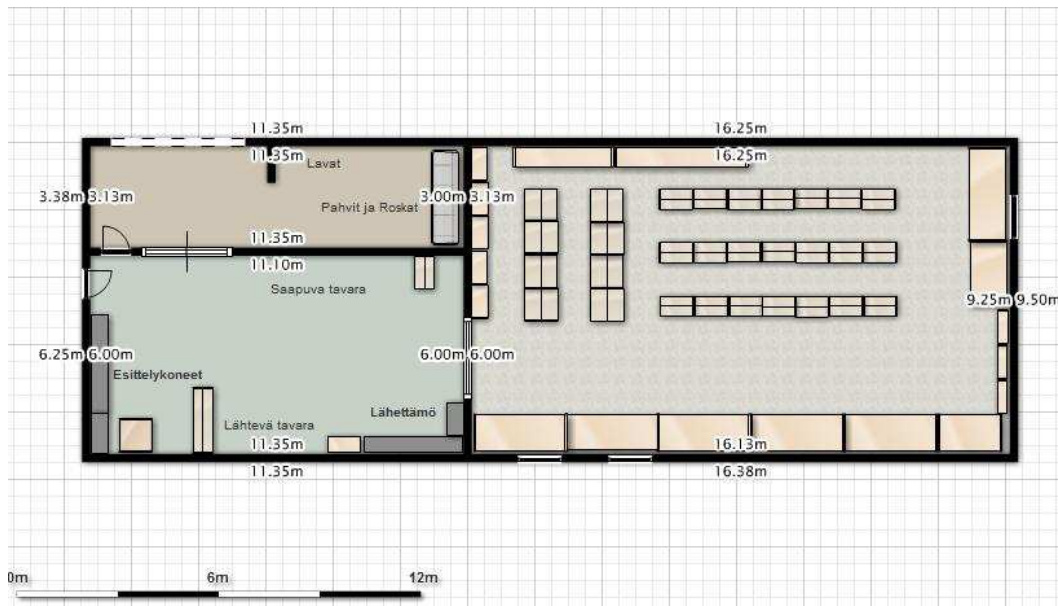 11.35m 16.25m
11.35m 16.25m
Lavat
3.38m 3.13m 3.00m 3.13m
Pahvit ja Roskat
11.35m
11.10m
Saapuva tavara
9.25m 9.50m
6.25m 6.00m 6.00m 6.00m
Esittelykoneet
Lähettämö
Lähtevä tavara
11.35m 16.13m
11.35m 16.38m
0m 6m 12m